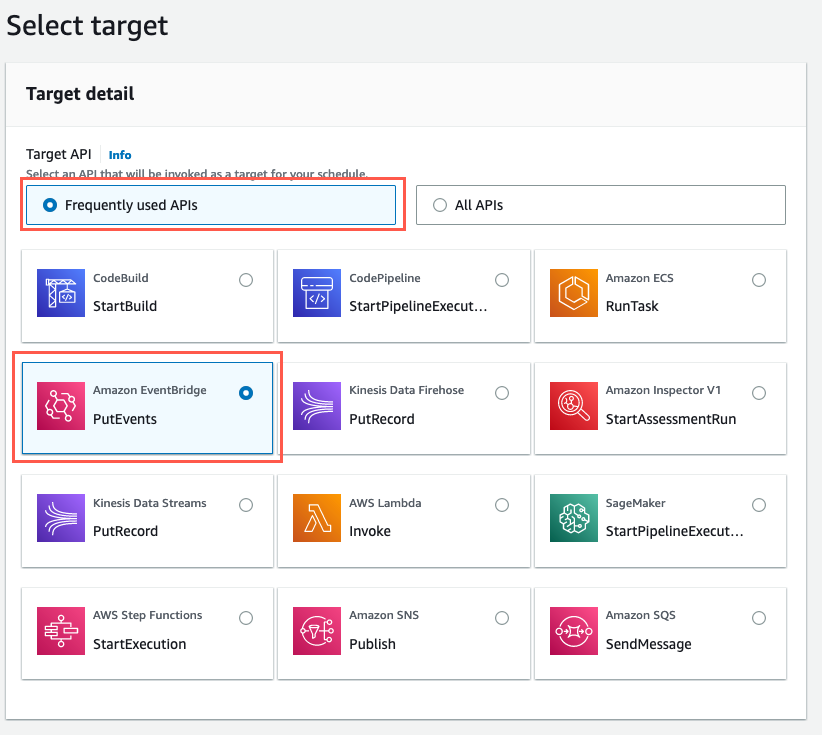 Select target
Target detail
Target API Info
Select an API that will be invoked as a target for your schedule.
Frequently used APIs
All APIs
CodeBuild
StartBuild
CodePipeline
StartPipelineExecut...
Amazon ECS
RunTask
Amazon EventBridge
PutEvents
Kinesis Data Firehose
PutRecord
Amazon Inspector V1
StartAssessmentRun
Kinesis Data Streams
PutRecord
AWS Lambda
Invoke
SageMaker
StartPipelineExecut...
AWS Step Functions
StartExecution
Amazon SNS
Publish
Amazon SQS
SendMessage